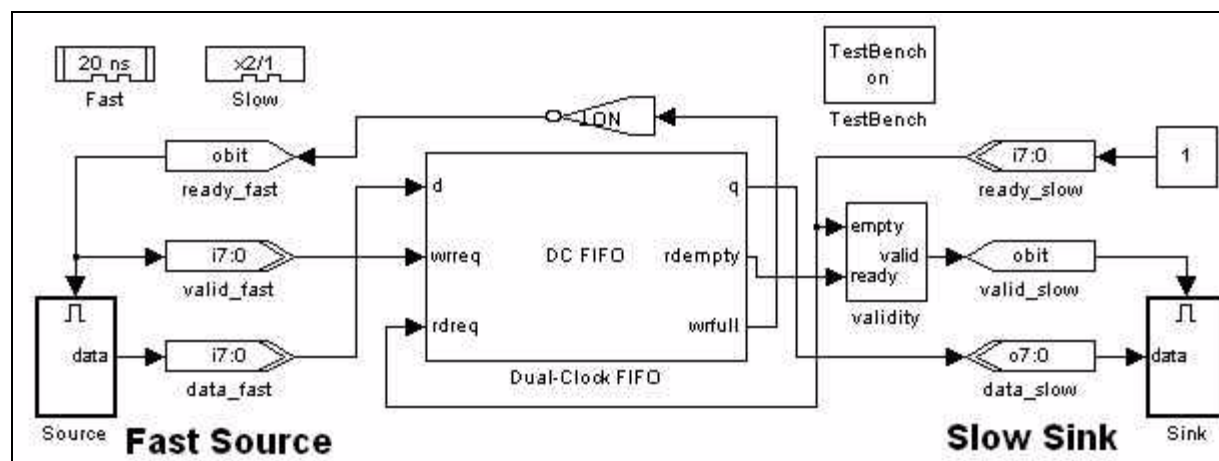 20 ns
Fast
x2/1
Slow
TestBench
on
TestBench
obit
ready_fast
i7:0
valid_fast
i7:0
data_fast
data
Source
Fast Source
d
wrreq
rdreq
DC FIFO
q
rdempty
wrfull
Dual-Clock FIFO
i7:0
ready_slow
1
empty
ready
valid
validity
obit
valid_slow
o7:0
data_slow
data
Sink
Slow Sink